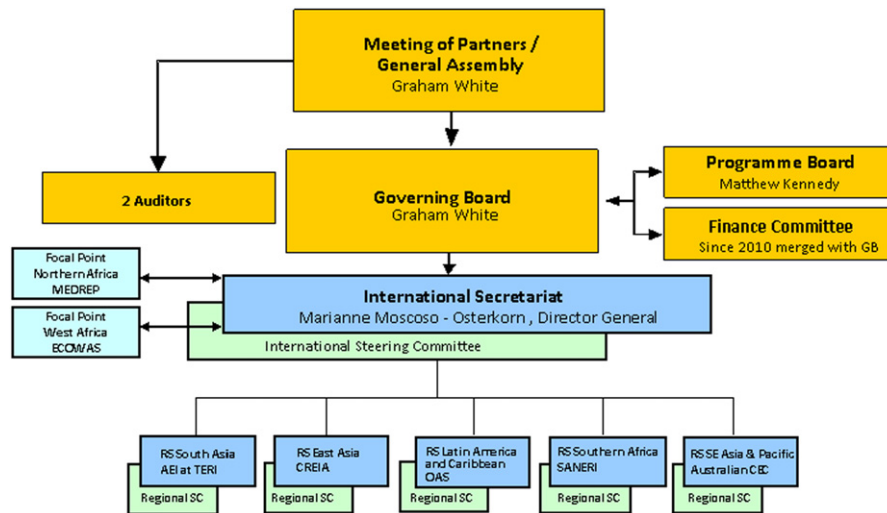 Meeting of Partners /
General Assembly
Graham White
2 Auditors
Governing Board
Graham White
Programme Board
Matthew Kennedy
Finance Committee
Since 2010 merged with GB
Focal Point
Northern Africa
MEDREP
Focal Point
West Africa
ECOWAS
International Secretariat
Marianne Moscoso - Osterkorn , Director General
International Steering Committee
RS South Asia
AEI at TERI
Regional SC
RS East Asia
CREIA
Regional SC
RS Latin America
and Caribbean
OAS
Regional SC
RS Southern Africa
SANERI
Regional SC
RS SE Asia & Pacific
Australian CEC
Regional SC